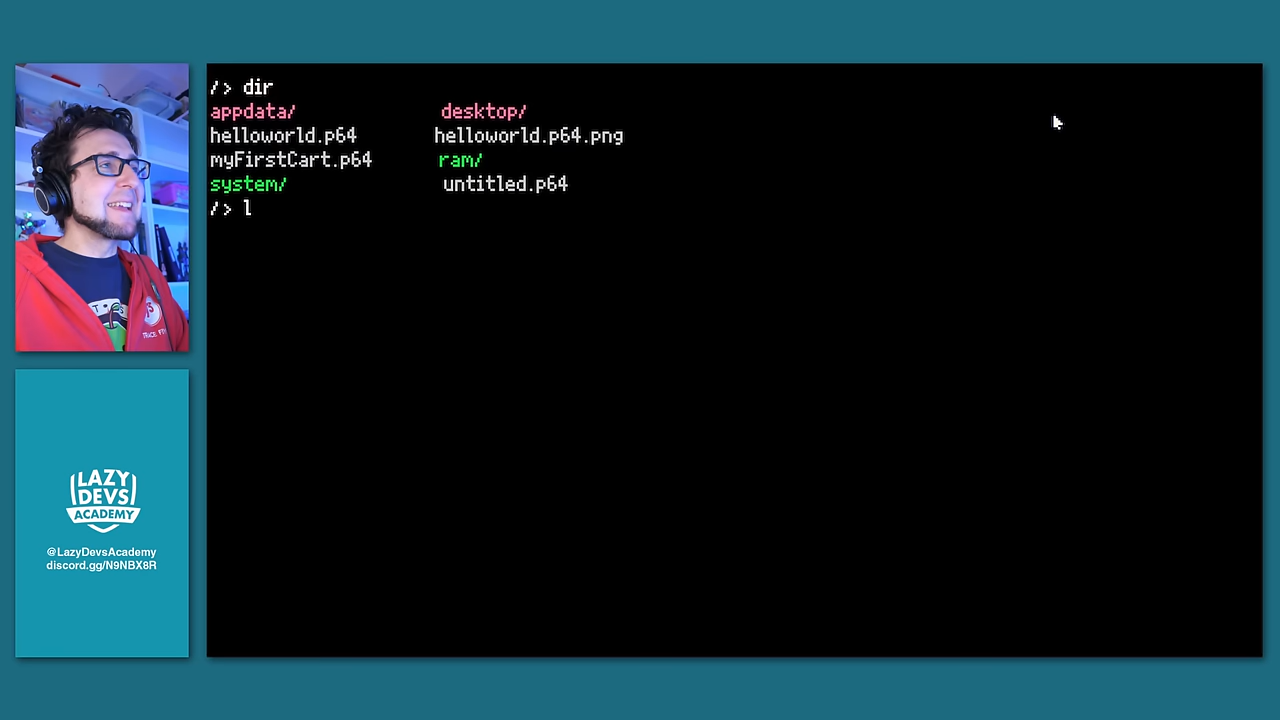 /> dir
appdata/ desktop/
helloworld.p64 helloworld.p64.png
myFirstCart.p64 ram/
system/ untitled.p64
/> l
LAZY
DEVS
ACADEMY
@LazyDevsAcademy
discord.gg/N9NBX8R